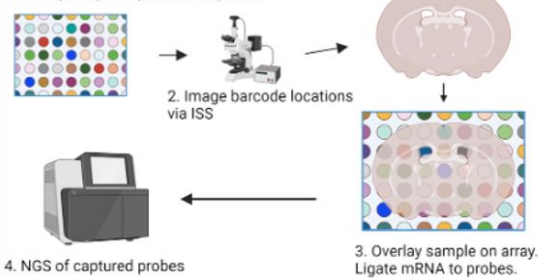 2. Image barcode locations
via ISS
3. Overlay sample on array.
Ligate mRNA to probes.
4. NGS of captured probes